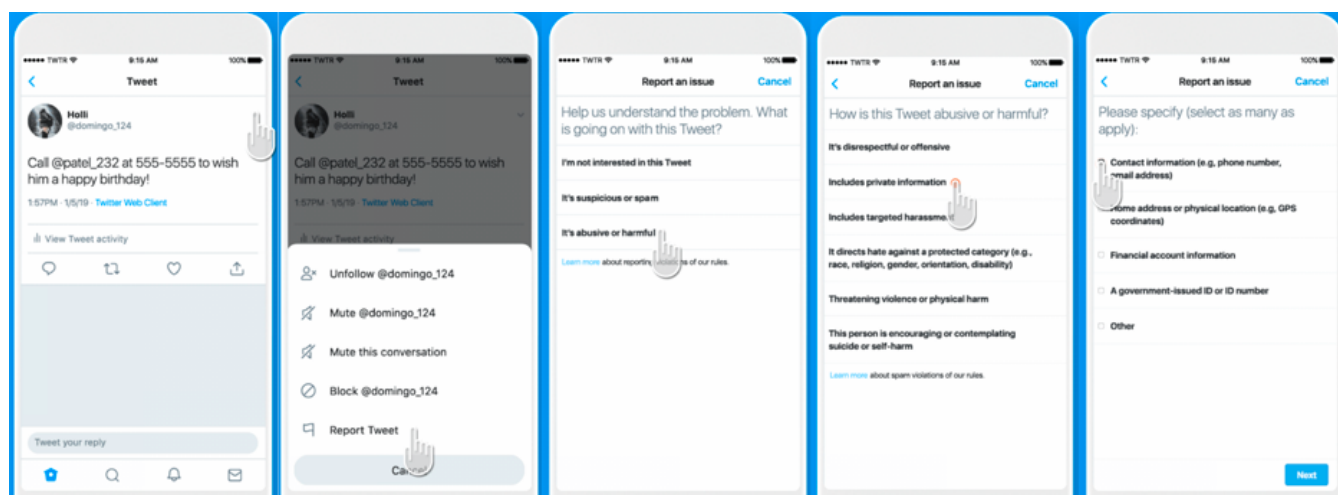 TWTR 9:15 AM 100%
Tweet
Holli
@domingo_124
Call @patel_232 at 555-5555 to wish
him a happy birthday!
1:57PM · 1/5/19 · Twitter Web Client
View Tweet activity
Tweet your reply
TWTR 9:15 AM 100%
Tweet
Holli
@domingo_124
Call @patel_232 at 555-5555 to wish
him a happy birthday!
1:57PM · 1/5/19 · Twitter Web Client
View Tweet activity
Unfollow @domingo_124
Mute @domingo_124
Mute this conversation
Block @domingo_124
Report Tweet
TWTR 9:15 AM 100%
Report an issue Cancel
Help us understand the problem. What
is going on with this Tweet?
I'm not interested in this Tweet
It's suspicious or spam
It's abusive or harmful
Learn more about reporting of our rules.
TWTR 9:15 AM 100%
Report an issue Cancel
How is this Tweet abusive or harmful?
It's disrespectful or offensive
Includes private information
Includes targeted
It directs hate against a protected category (e.g.,
race, religion, gender, orientation, disability)
Threatening violence or physical harm
This person is encouraging or contemplating
suicide or self-harm
Learn more about spam violations of our rules.
TWTR 9:15 AM 100%
Report an issue Cancel
Please specify (select as many as
apply):
Contact information (e.g, phone number,
email address)
Home address or physical location (e.g, GPS
coordinates)
Financial account information
A government-issued ID or ID number
Other
Next